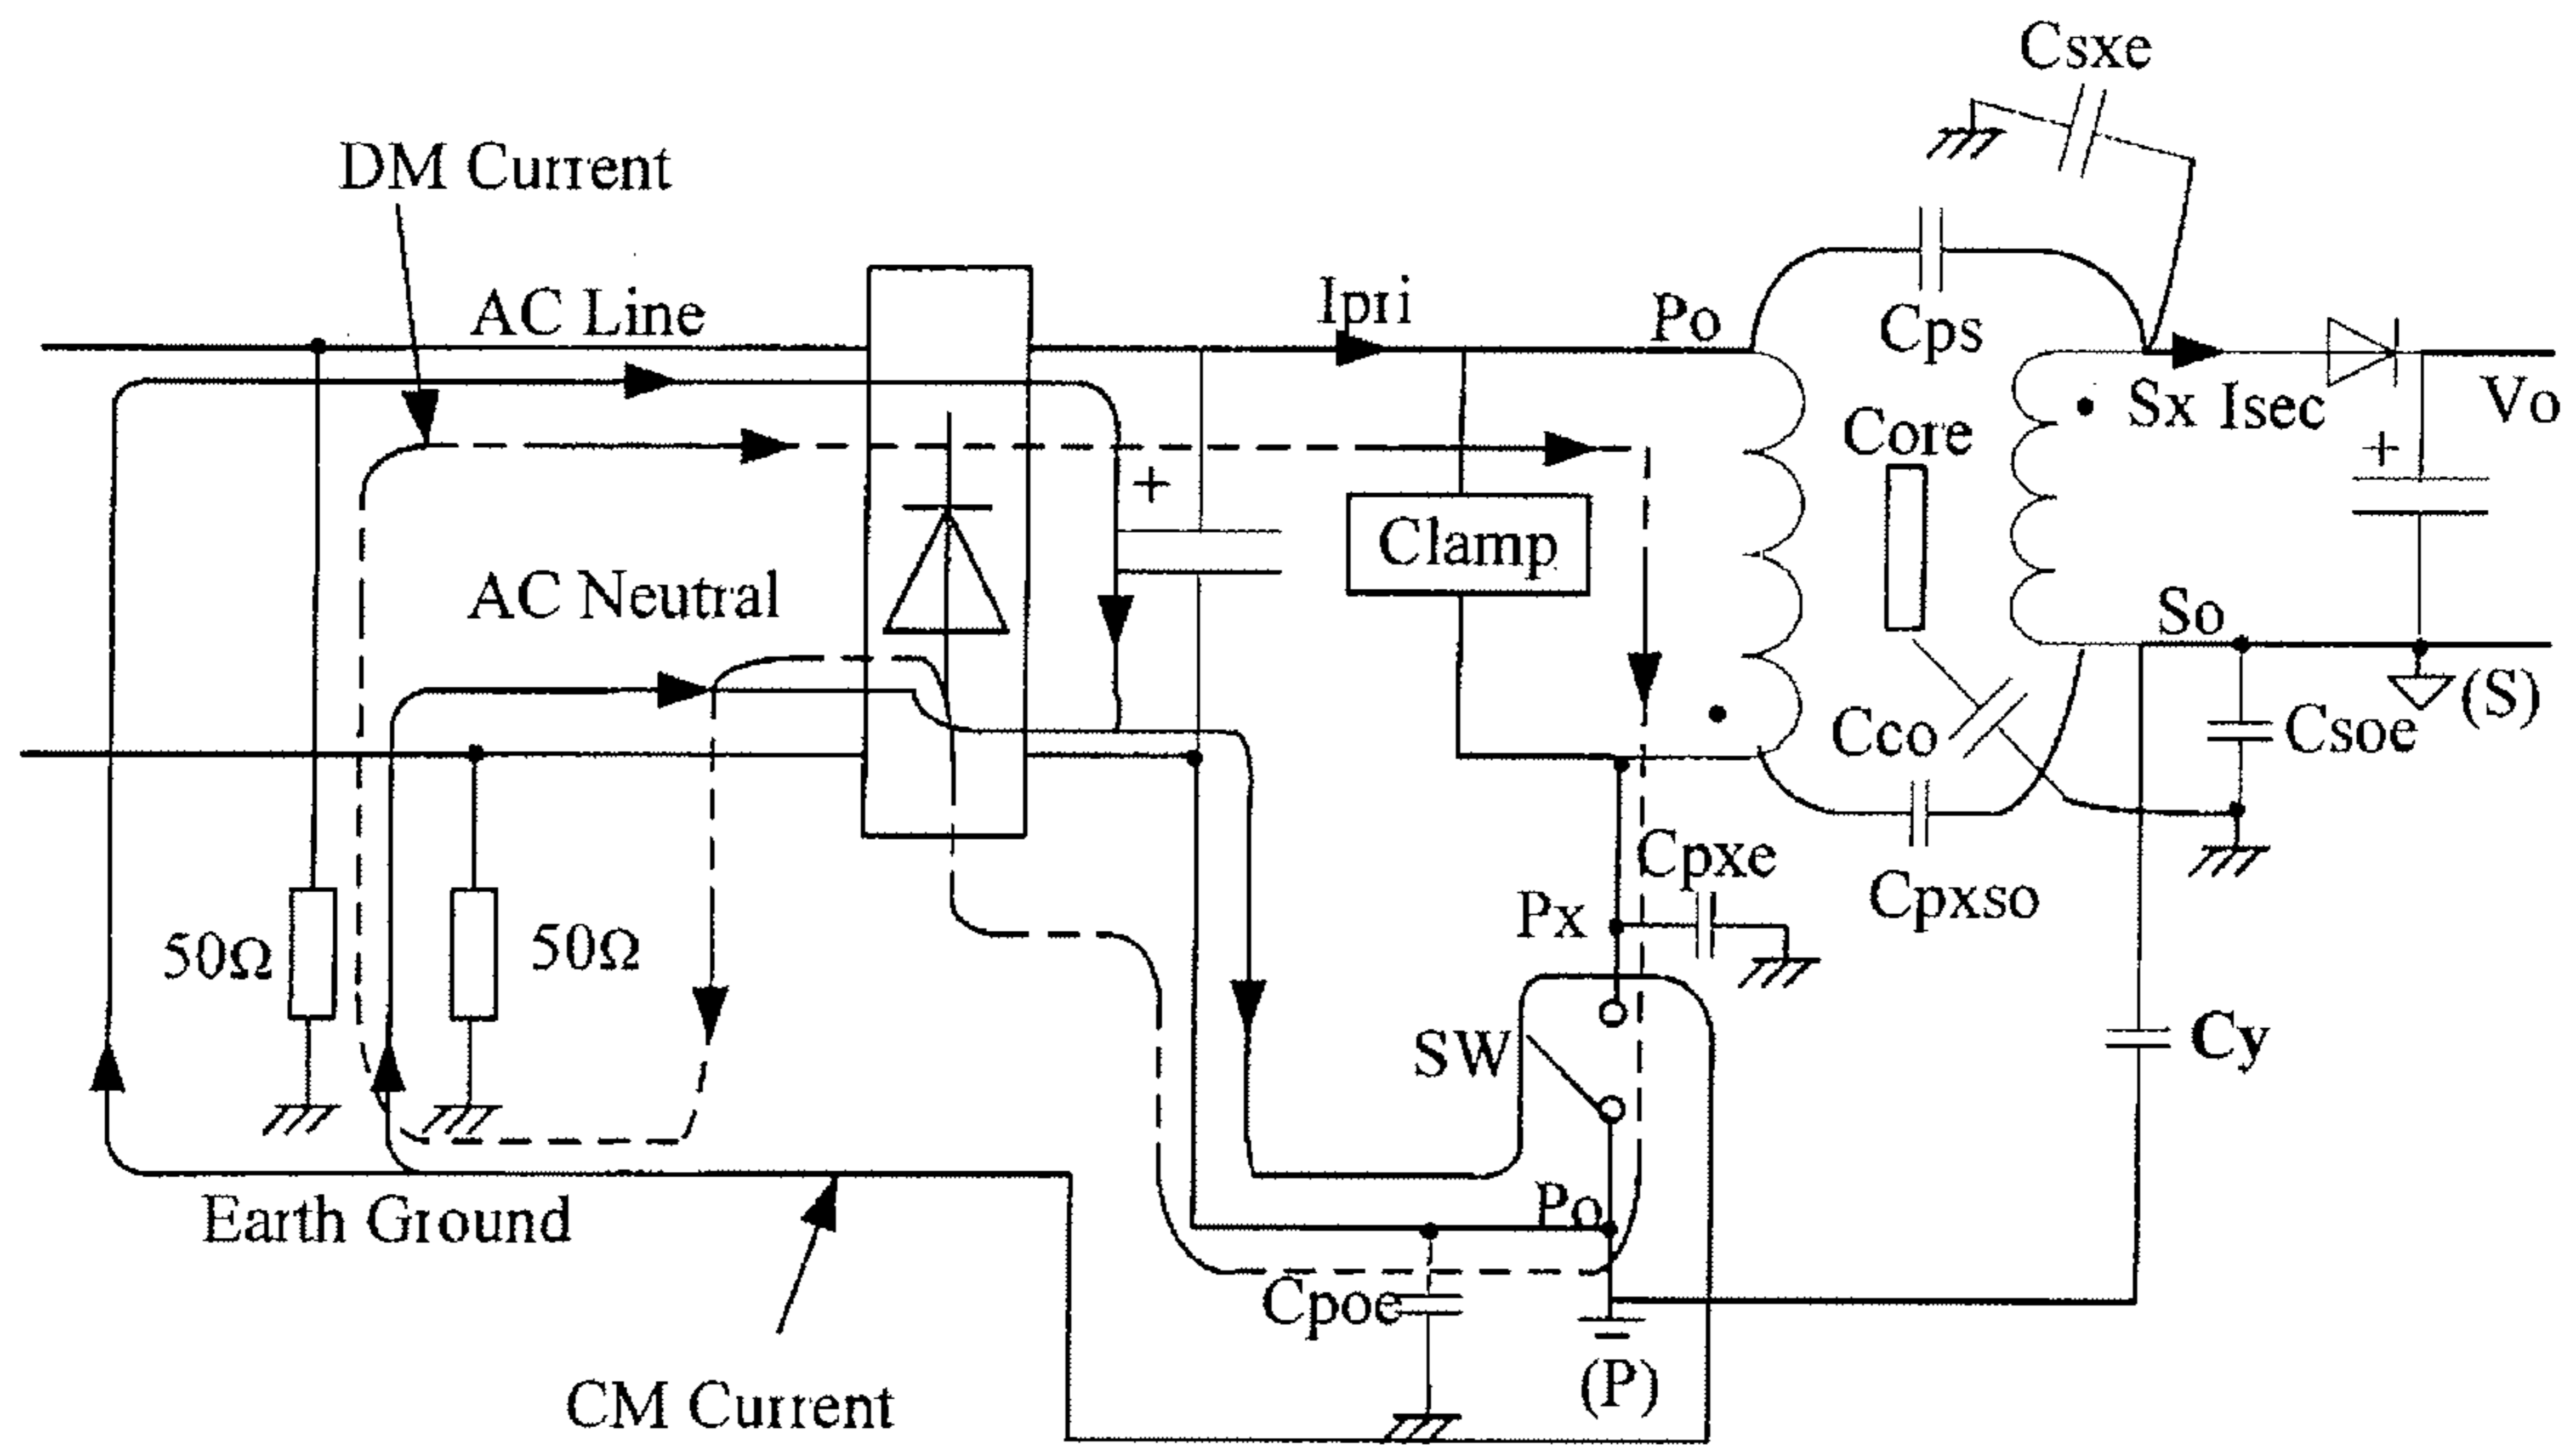 Csxe
DM Current
AC Line
Ipri
Po
Cps
Sx Isec
Vo
Core
+
+
Clamp
AC Neutral
So
(S)
Cco
Csoe
Cpxe
Px
Cpxso
50Ω
50Ω
SW
Cy
Po
Earth Ground
Cpoe
(P)
CM Current